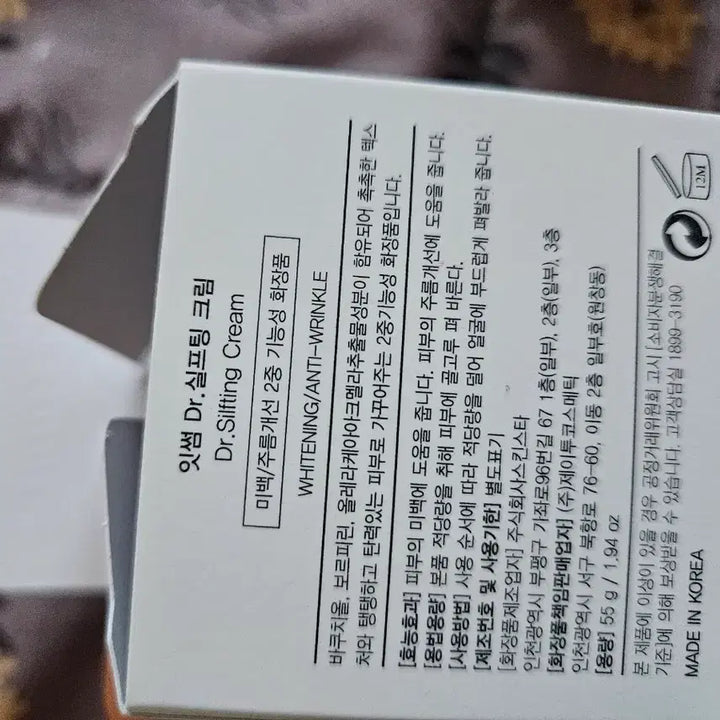 잇썸 Dr.실프팅 크림
Dr.Silfting Cream
미백/주름개선 2중 기능성 화장품
WHITENING/ANTI-WRINKLE
바쿠치올, 보르피린, 올레라케아아크멜라추출물성분이 함유되어 촉촉한 텍스
처와 탱탱하고 탄력있는 피부로 가꾸어주는 2중기능성 화장품입니다.
[효능효과] 피부의 미백에 도움을 줍니다. 피부의 주름개선에 도움을 줍니다.
[용법용량] 본품 적당량을 취해 피부에 골고루 펴 바른다.
[사용방법] 사용 순서에 따라 적당량을 덜어 얼굴에 부드럽게 펴발라 줍니다.
[제조번호 및 사용기한] 별도표기
[화장품제조업자] 주식회사스킨스타
인천광역시 부평구 가좌로96번길 67 1층(일부), 2층(일부), 3층
[화장품책임판매업자] (주)제이투코스메틱
인천광역시 서구 북항로 76-60, 이동 2층 일부호(원창동)
[용량] 55 g / 1.94 oz
본 제품에 이상이 있을 경우 공정거래위원회 고시 [소비자분쟁해결
기준]에 의해 보상받을 수 있습니다. 고객상담실 1899-3190
MADE IN KOREA
12M